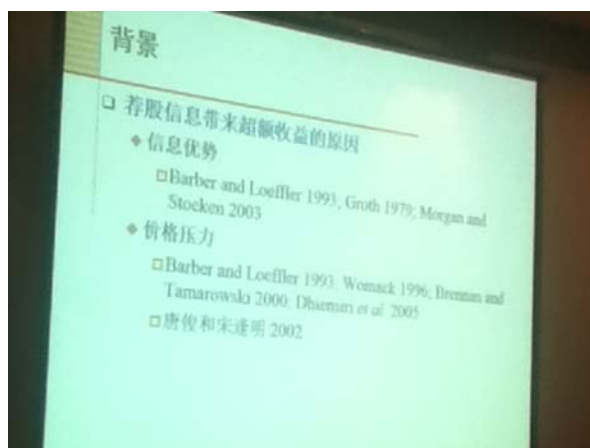 背景
荐股信息带来超额收益的原因
信息优势
Barber and Loeffler 1993; Groth 1979; Morgan and
Stocken 2003
价格压力
Barber and Loeffler 1993; Womack 1996; Brennan and
Tamarowski 2000; et al. 2005
唐俊和宋逢明 2002